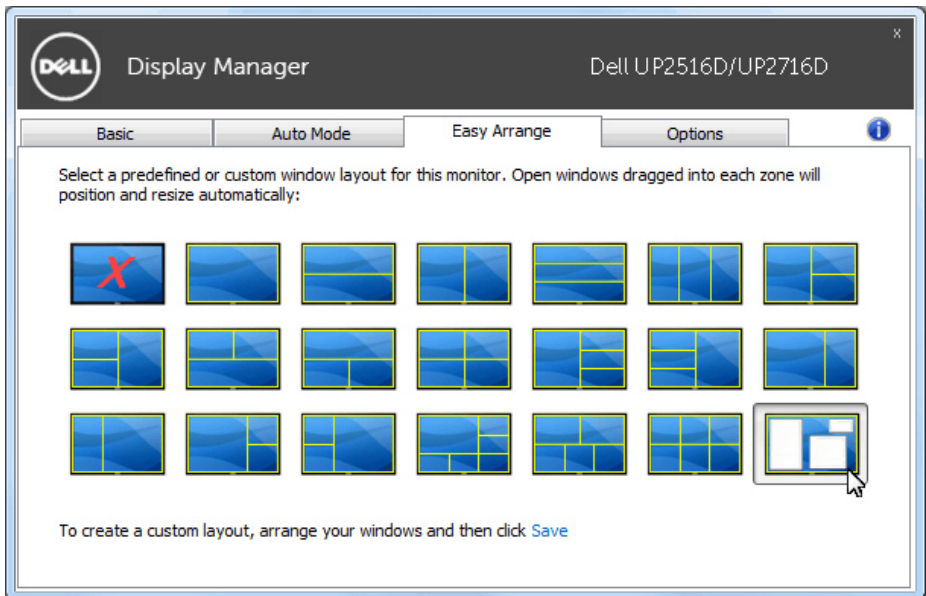 x
DELL
Display Manager
Dell UP2516D/UP2716D
Basic
Auto Mode
Easy Arrange
Options
i
Select a predefined or custom window layout for this monitor. Open windows dragged into each zone will
position and resize automatically:
X
To create a custom layout, arrange your windows and then click Save